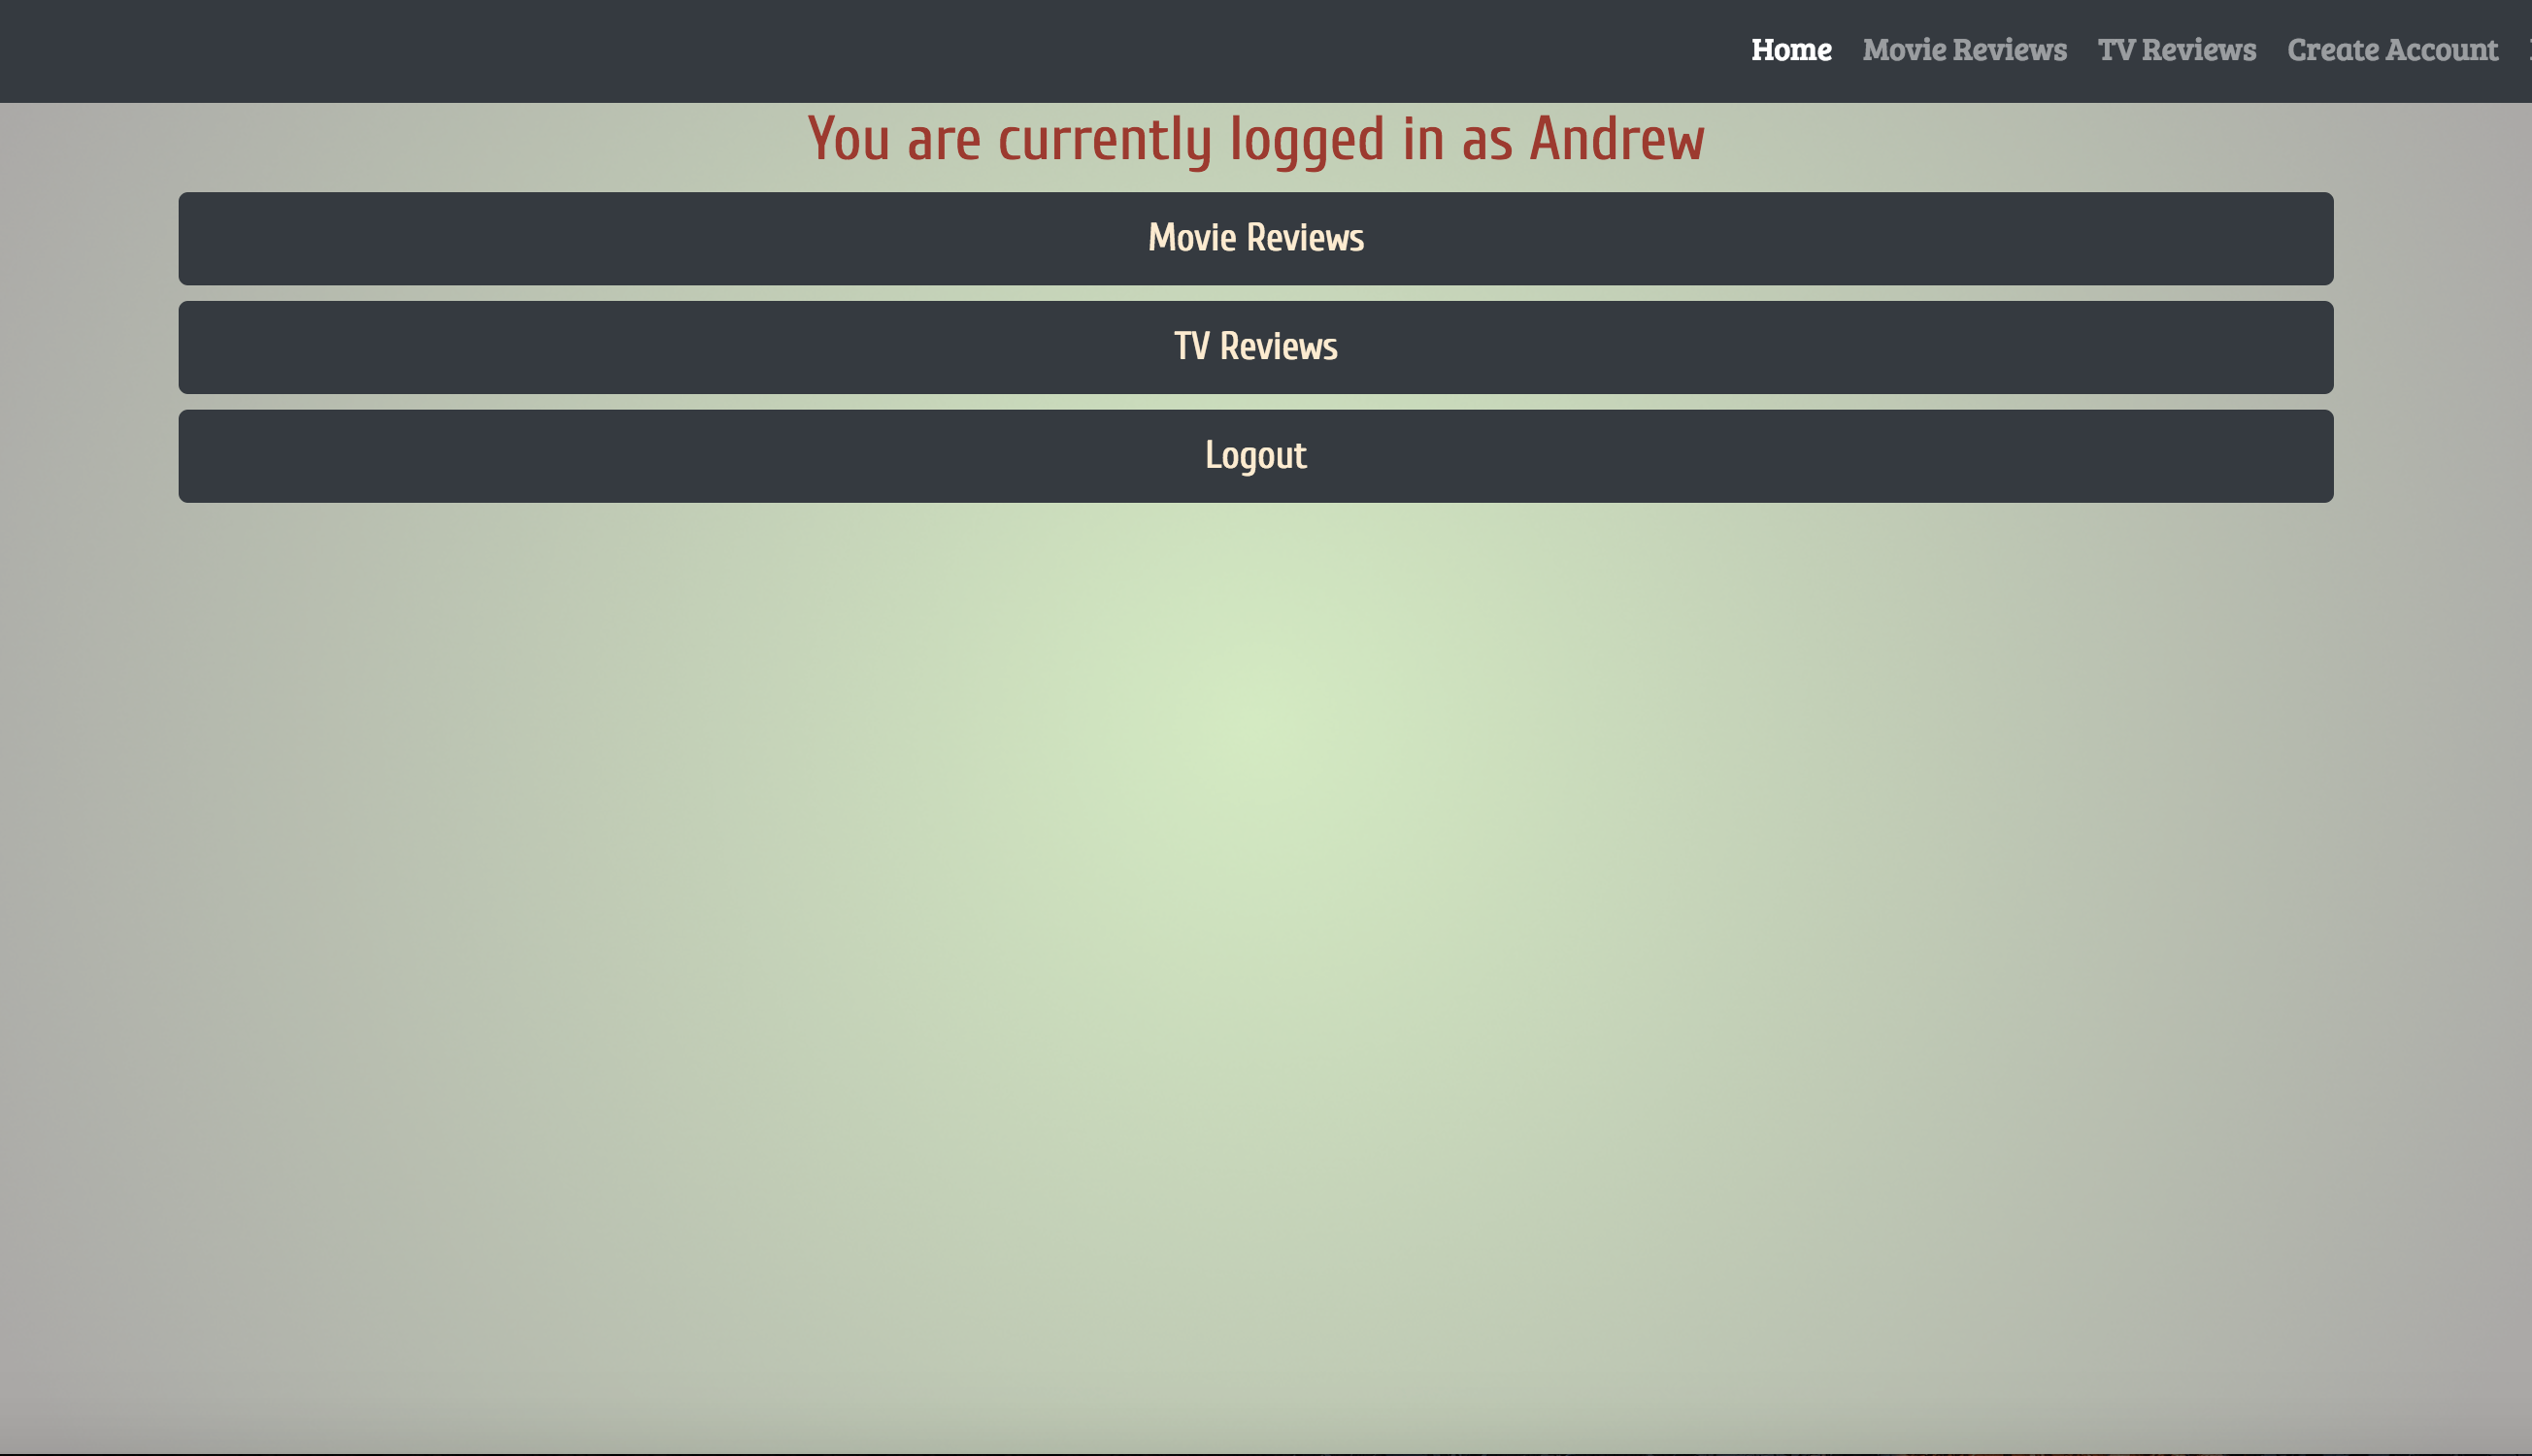 Home Movie Reviews TV Reviews Create Account
You are currently logged in as Andrew
Movie Reviews
TV Reviews
Logout